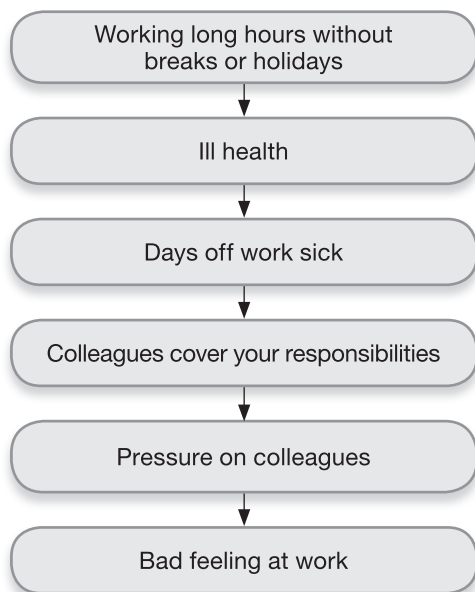 Working long hours without
breaks or holidays
Ill health
Days off work sick
Colleagues cover your responsibilities
Pressure on colleagues
Bad feeling at work